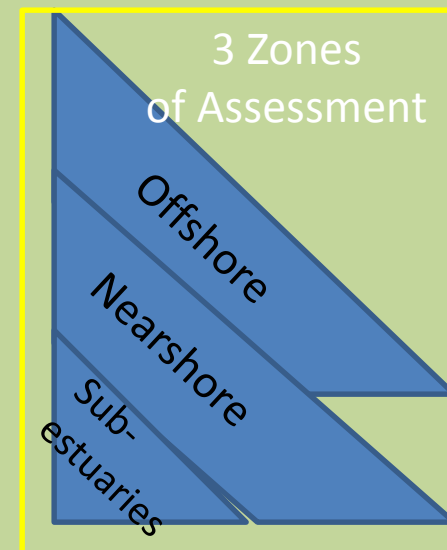 3 Zones
of Assessment
Offshore
Nearshore
Sub-
estuaries